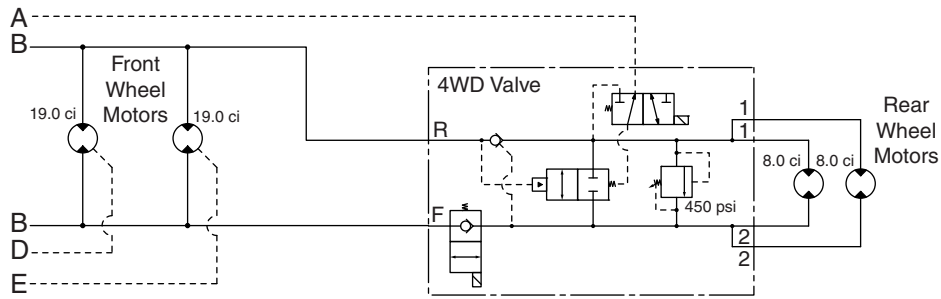 A
B
Front
Wheel
Motors
19.0 ci
19.0 ci
4WD Valve
R
F
450 psi
1
1
8.0 ci
8.0 ci
2
2
Rear
Wheel
Motors
B
D
E